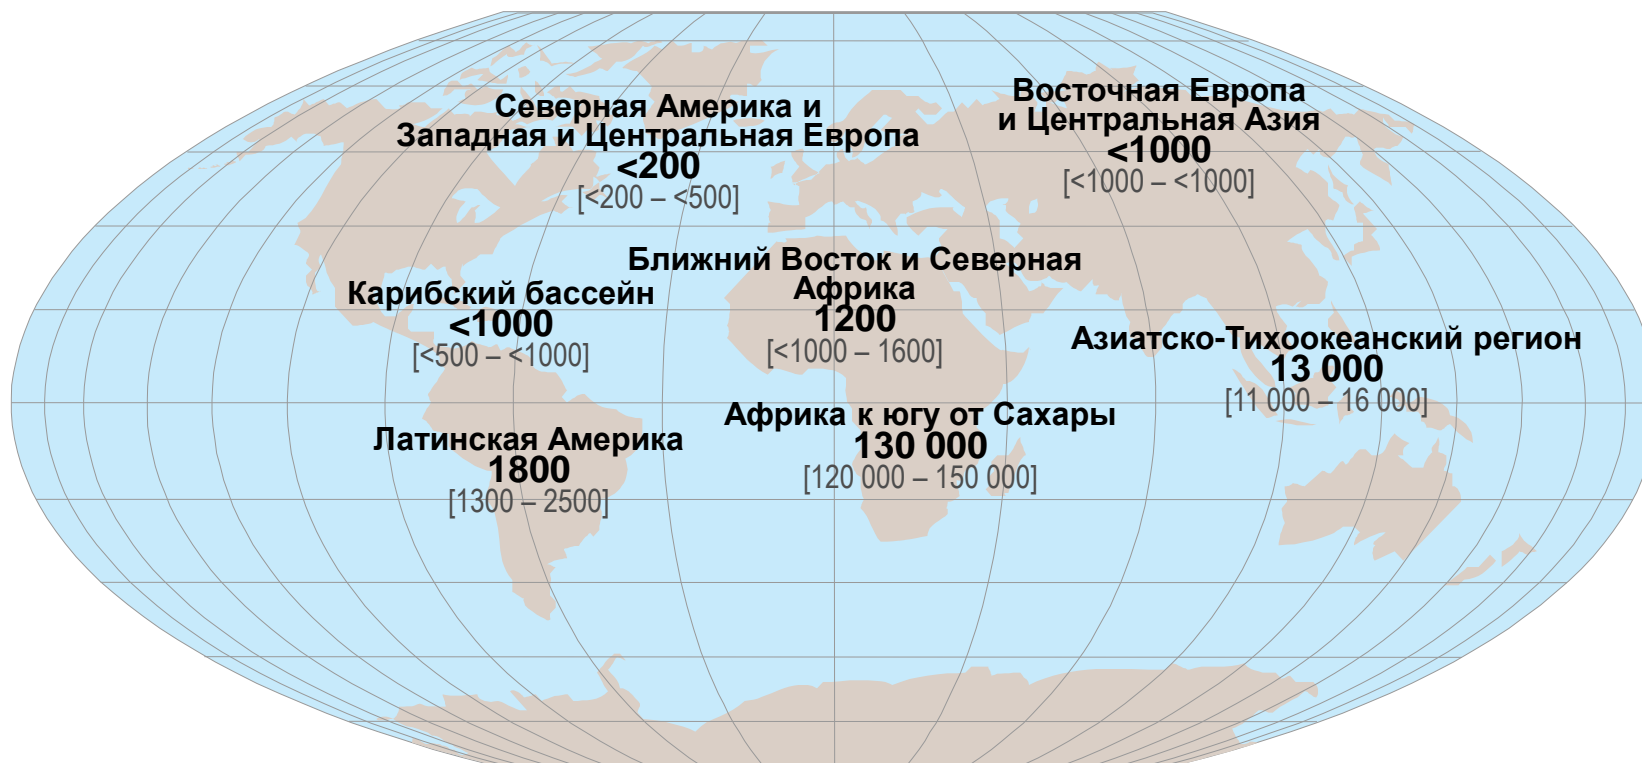 Северная Америка и
Западная и Центральная Европа
<200
[<200 – <500]
Восточная Европа
и Центральная Азия
<1000
[<1000 – <1000]
Ближний Восток и Северная
Африка
1200
[<1000 – 1600]
Карибский бассейн
<1000
[<500 – <1000]
Азиатско-Тихоокеанский регион
13 000
[11 000 – 16 000]
Африка к югу от Сахары
130 000
[120 000 – 150 000]
Латинская Америка
1800
[1300 – 2500]